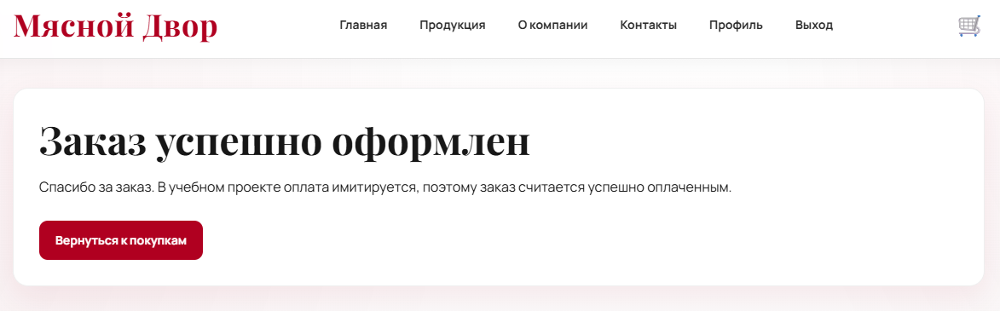 Мясной Двор
Главная Продукция О компании Контакты Профиль Выход
Заказ успешно оформлен
Спасибо за заказ. В учебном проекте оплата имитируется, поэтому заказ считается успешно оплаченным.
Вернуться к покупкам